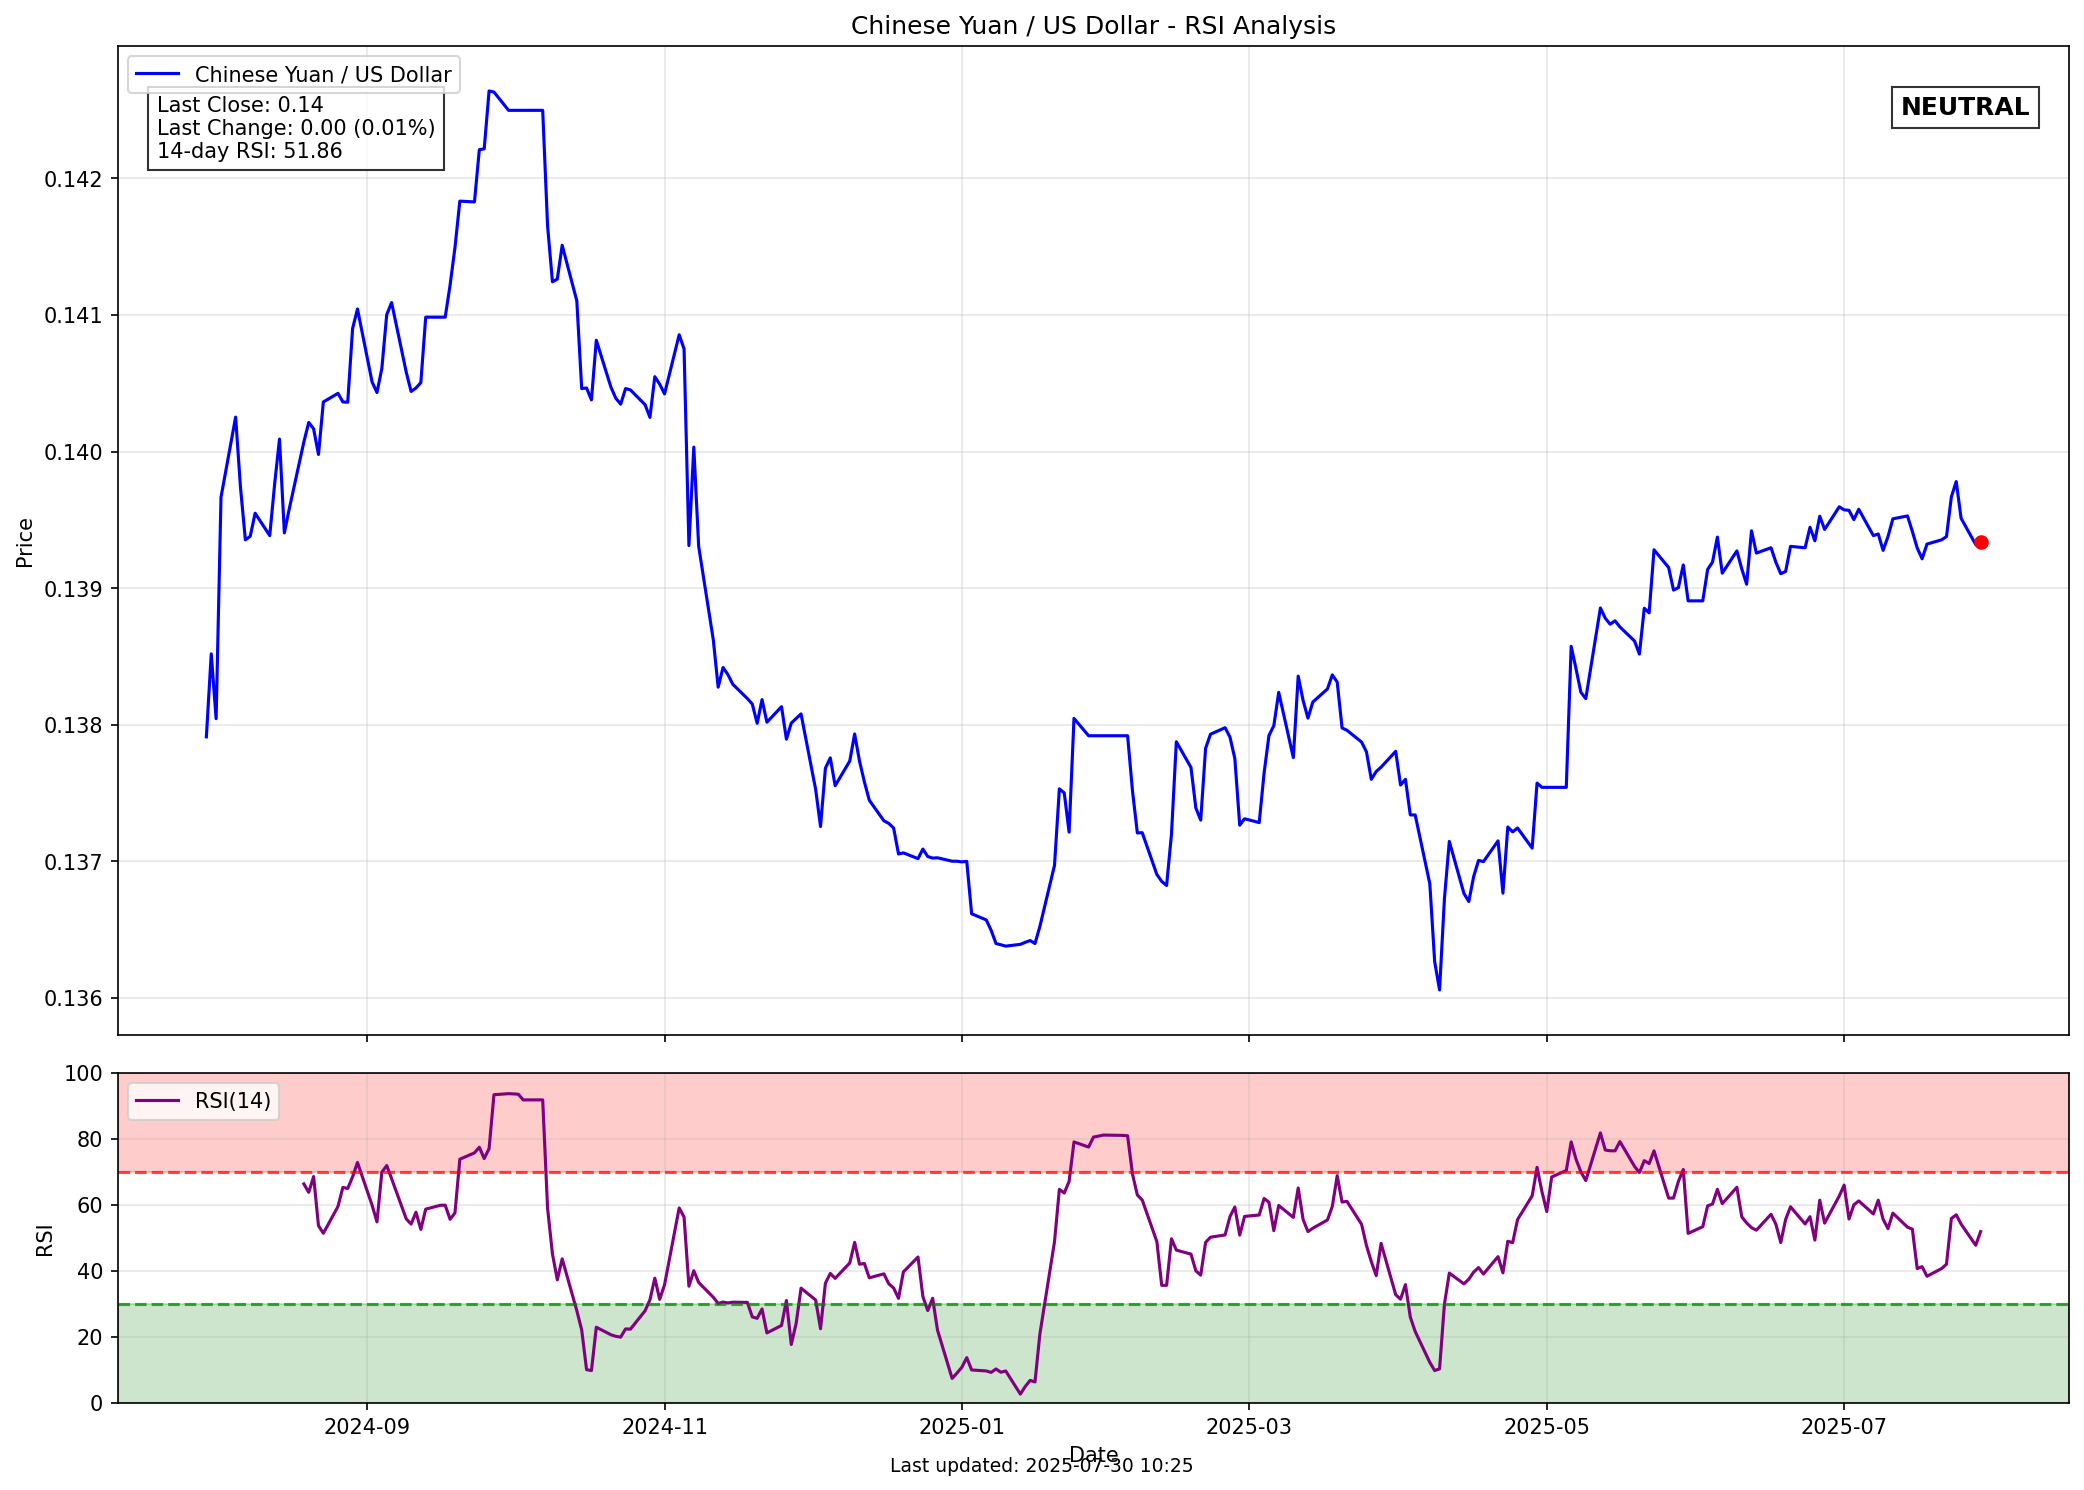 Chinese Yuan / US Dollar - RSI Analysis
Chinese Yuan / US Dollar
Last Close: 0.14
Last Change: 0.00 (0.01%)
14-day RSI: 51.86
NEUTRAL
0.142
0.141
0.140
0.139
0.138
0.137
0.136
Price
RSI(14)
100
80
60
40
20
0
RSI
2024-09
2024-11
2025-01
2025-03
2025-05
2025-07
Date
Last updated: 2025-07-30 10:25